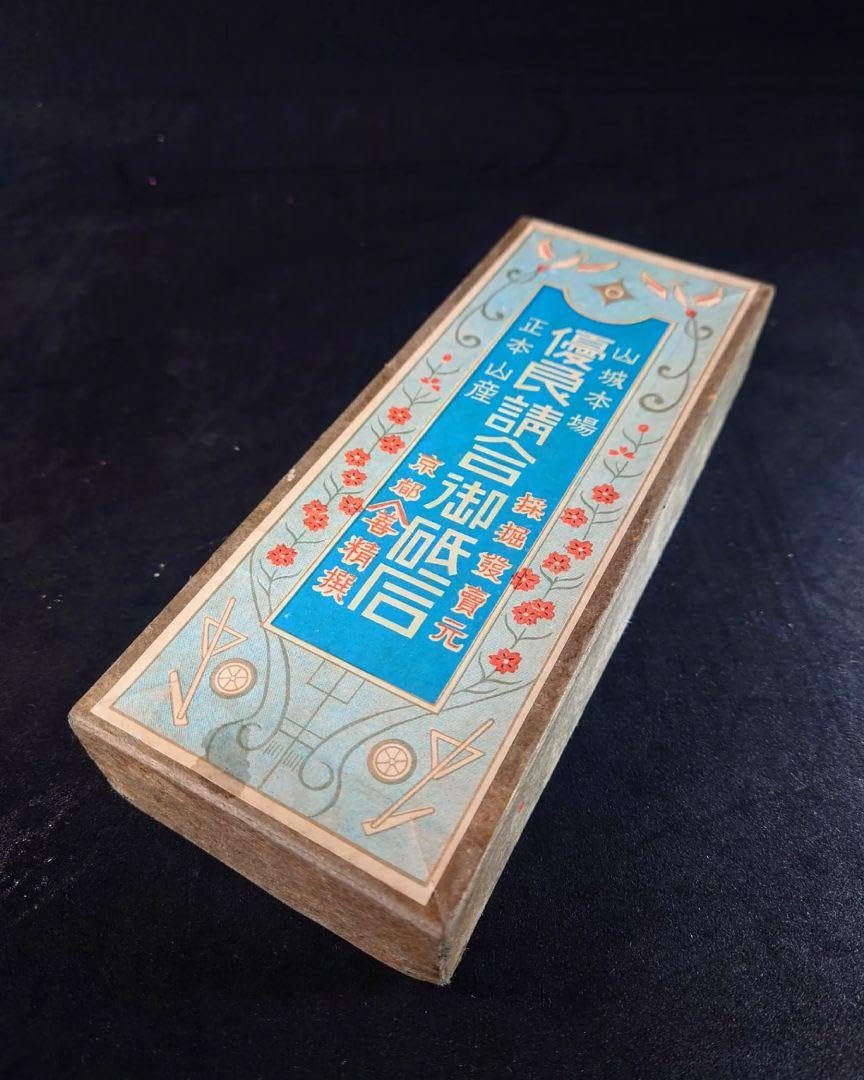 山城本場
採掘發賣元
優良請合御砥石
正本山産
京都喜精撰